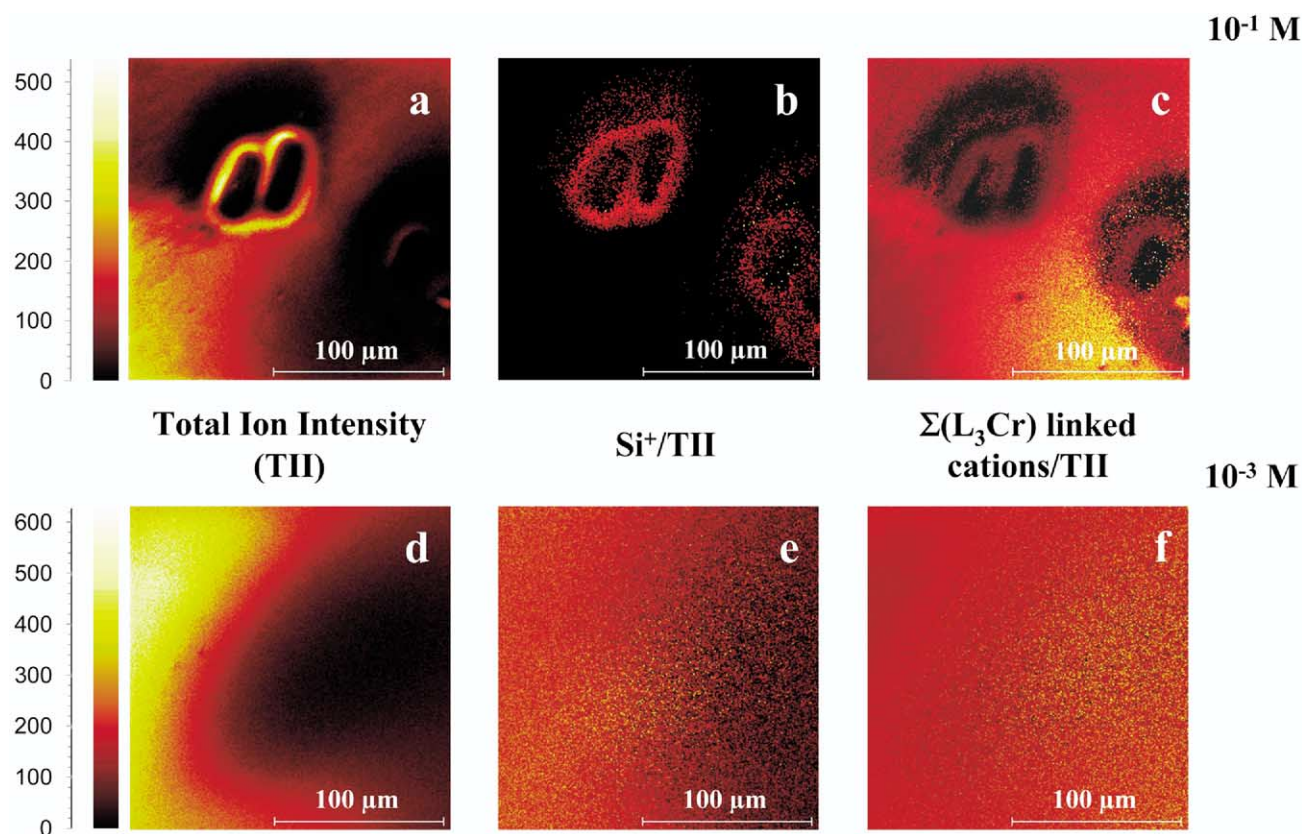 10⁻¹ M
500
400
300
200
100
0
a
b
c
100 µm
100 µm
100 µm
Total Ion Intensity
(TII)
Si⁺/TII
Σ(L₃Cr) linked
cations/TII
10⁻³ M
600
500
400
300
200
100
0
d
e
f
100 µm
100 µm
100 µm